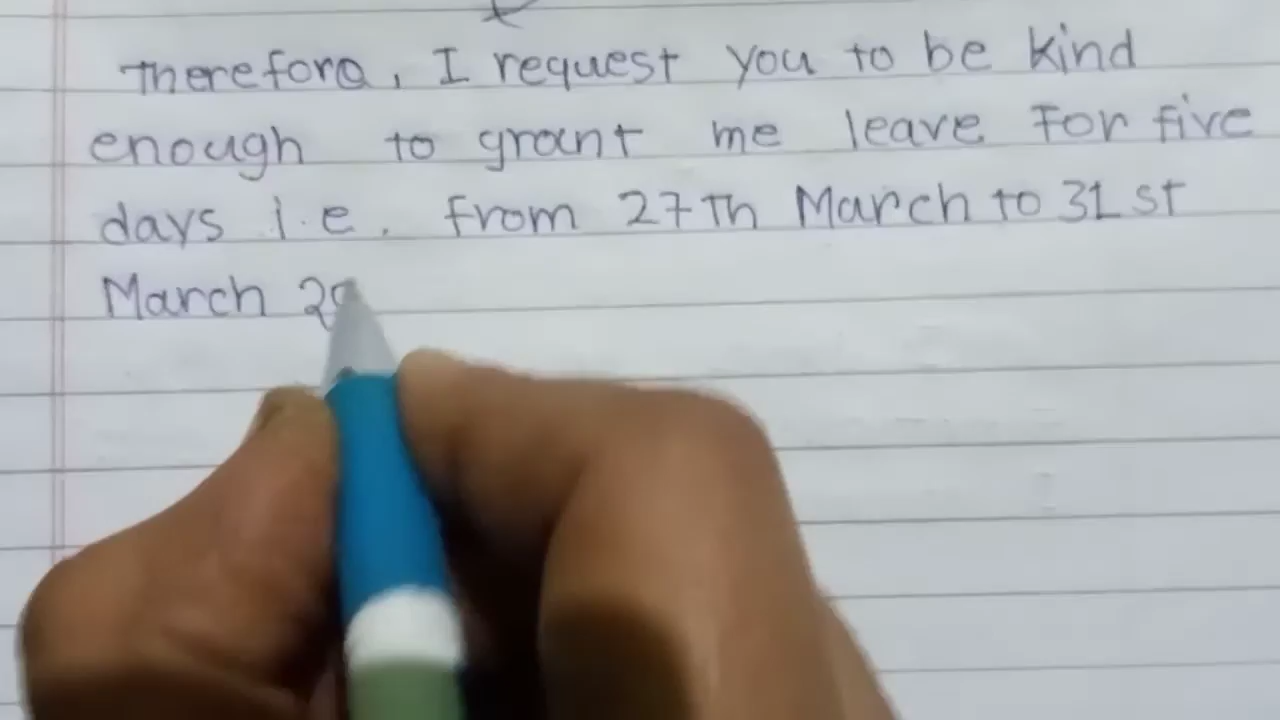 Therefore, I request you to be kind
enough to grant me leave For five
days i.e. from 27th March to 31st
March 20